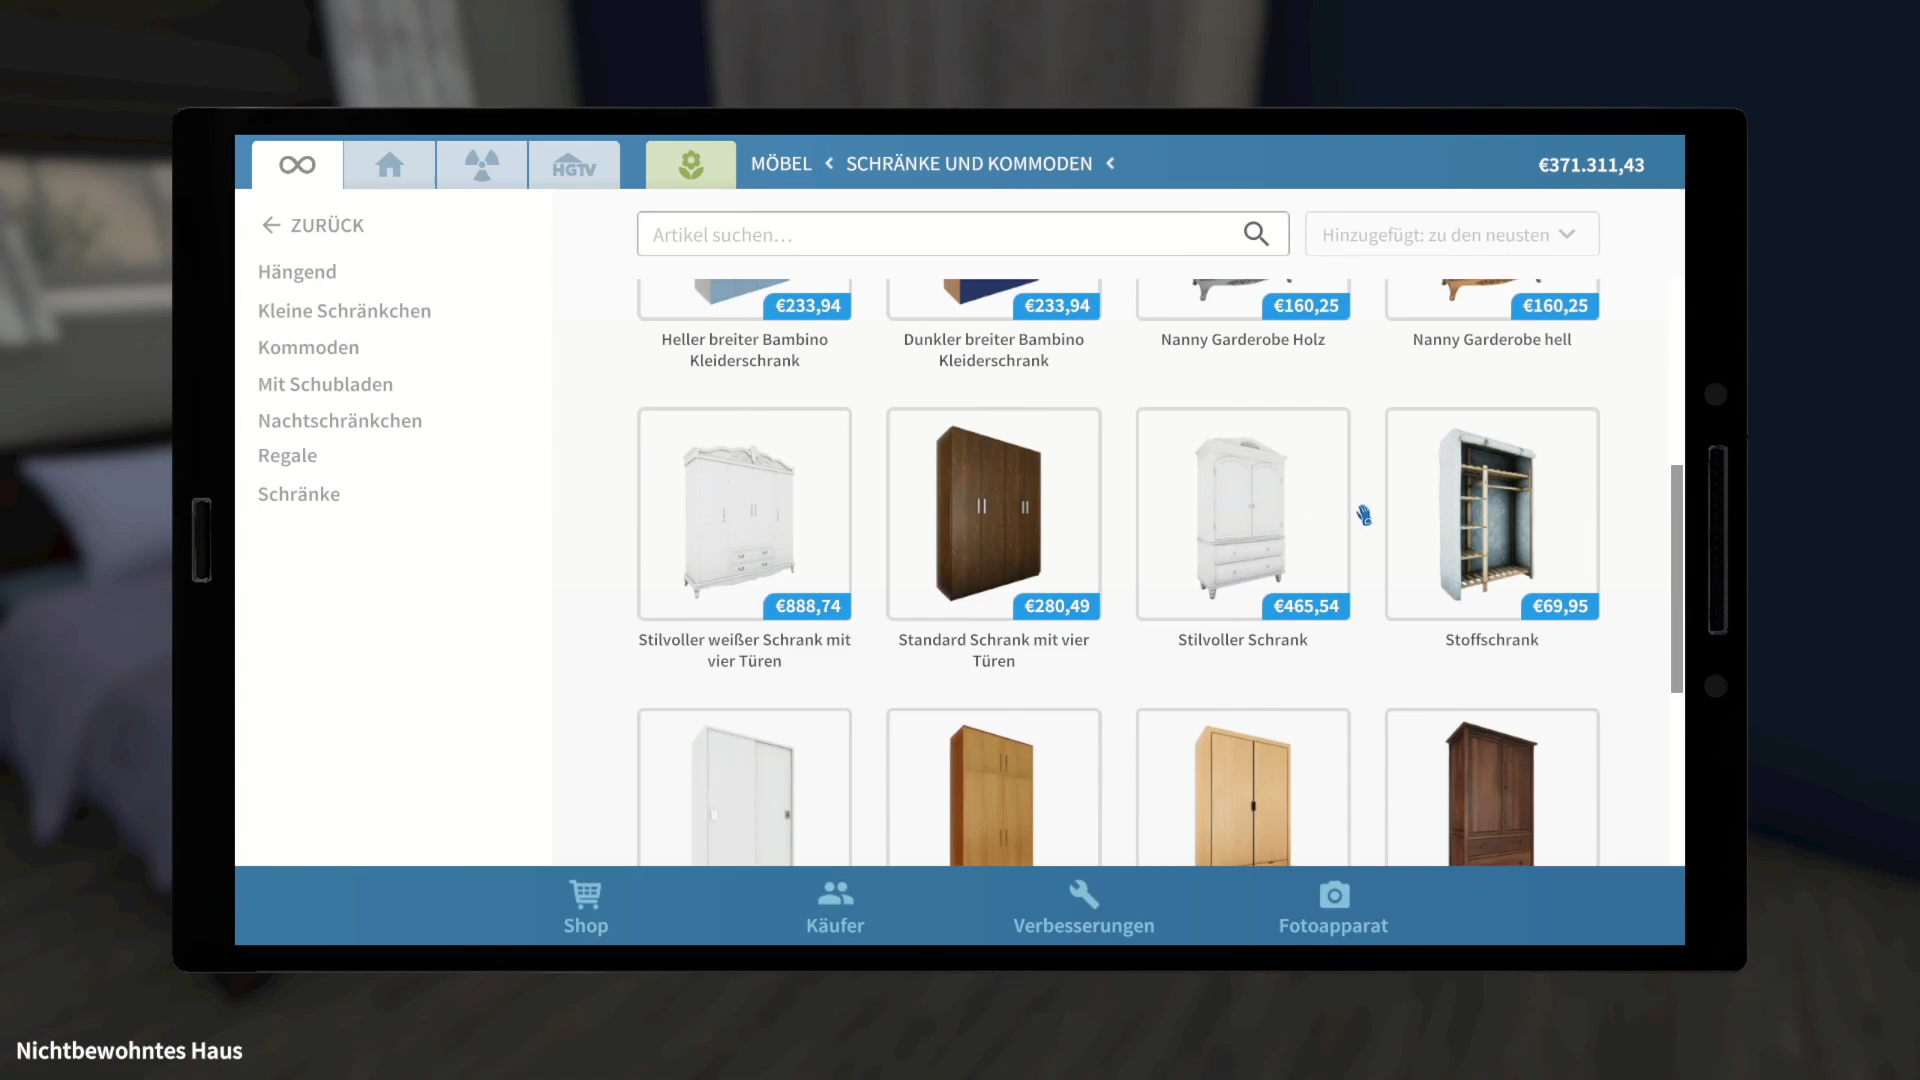 HGTV
MÖBEL < SCHRÄNKE UND KOMMODEN <
€371.311,43
ZURÜCK
Hängend
Kleine Schränkchen
Kommoden
Mit Schubladen
Nachtschränkchen
Regale
Schränke
Artikel suchen...
Hinzugefügt: zu den neusten
€233,94
€233,94
€160,25
€160,25
Heller breiter Bambino
Kleiderschrank
Dunkler breiter Bambino
Kleiderschrank
Nanny Garderobe Holz
Nanny Garderobe hell
€888,74
€280,49
€465,54
€69,95
Stilvoller weißer Schrank mit
vier Türen
Standard Schrank mit vier
Türen
Stilvoller Schrank
Stoffschrank
Shop
Käufer
Verbesserungen
Fotoapparat
Nichtbewohntes Haus